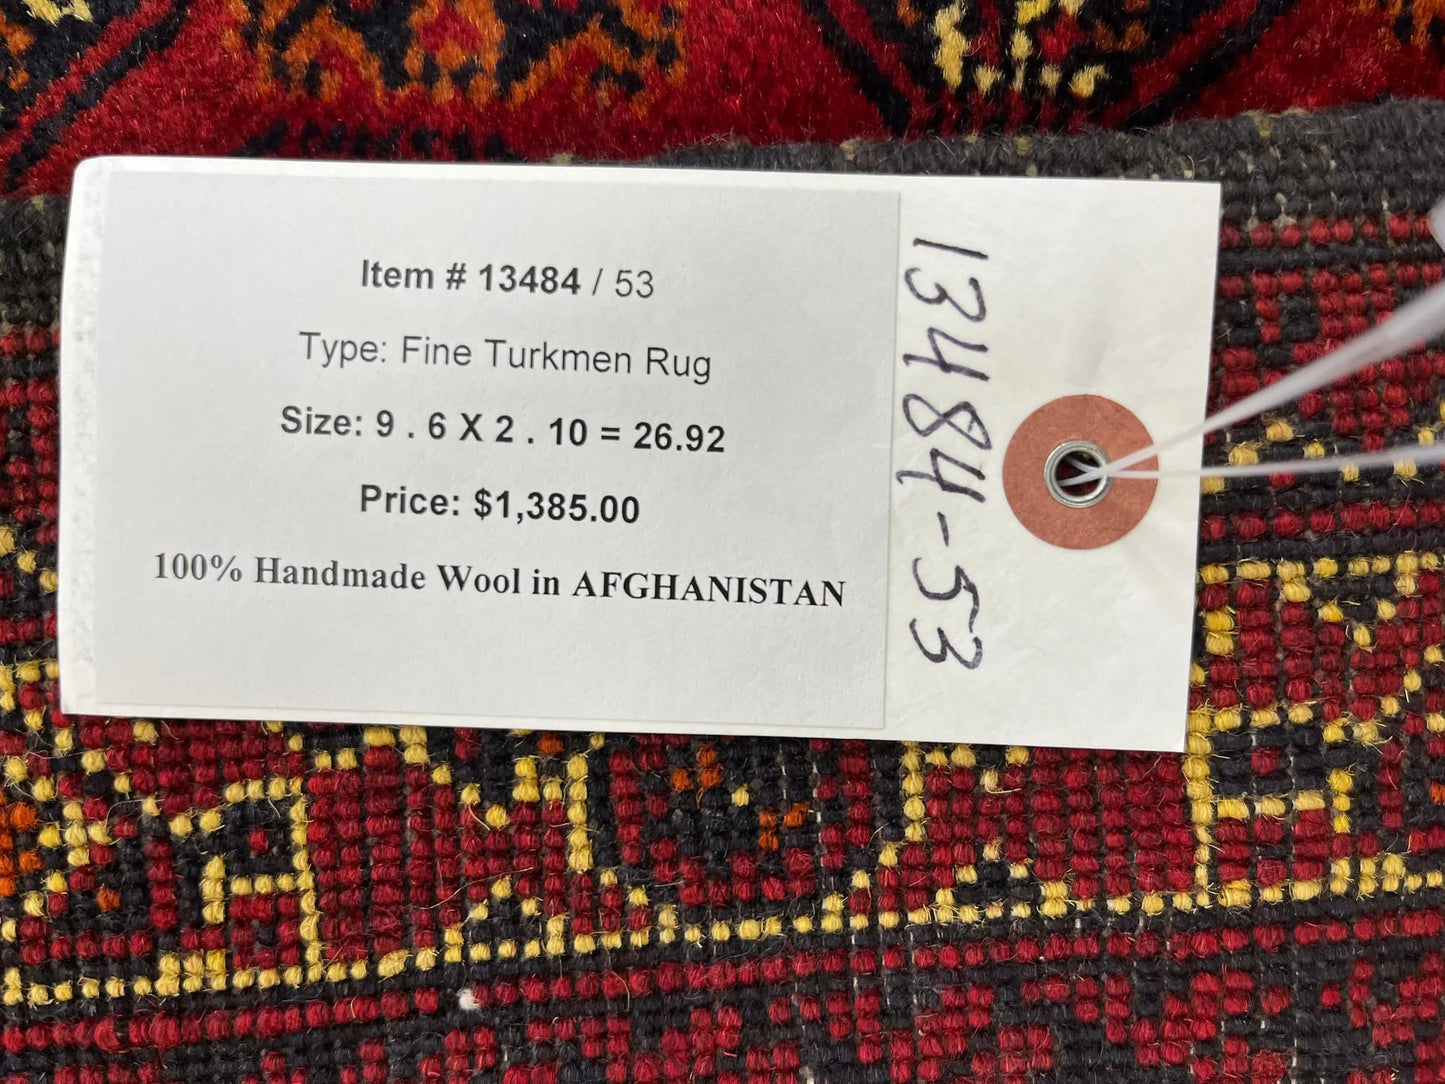 Item # 13484 / 53
Type: Fine Turkmen Rug
Size: 9 . 6 X 2 . 10 = 26.92
Price: $1,385.00
100% Handmade Wool in AFGHANISTAN
13484-53